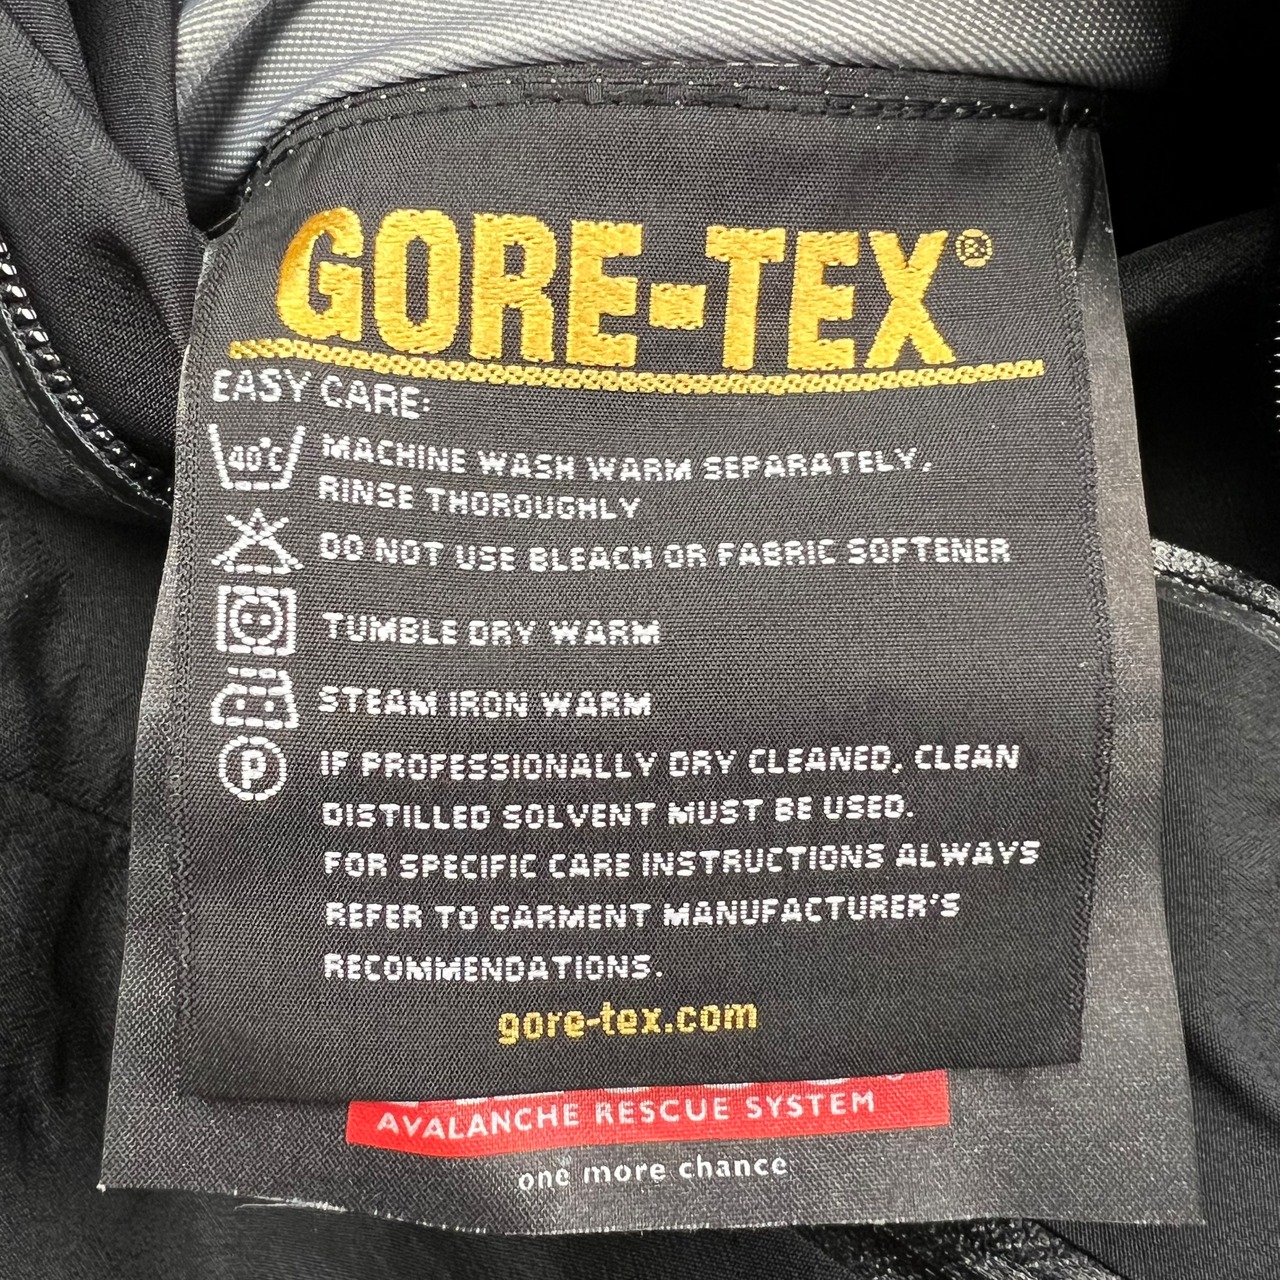 GORE-TEX®
EASY CARE:
40°C
MACHINE WASH WARM SEPARATELY,
RINSE THOROUGHLY
DO NOT USE BLEACH OR FABRIC SOFTENER
TUMBLE DRY WARM
STEAM IRON WARM
P
IF PROFESSIONALLY DRY CLEANED, CLEAN
DISTILLED SOLVENT MUST BE USED.
FOR SPECIFIC CARE INSTRUCTIONS ALWAYS
REFER TO GARMENT MANUFACTURER'S
RECOMMENDATIONS.
gore-tex.com
AVALANCHE RESCUE SYSTEM
one more chance